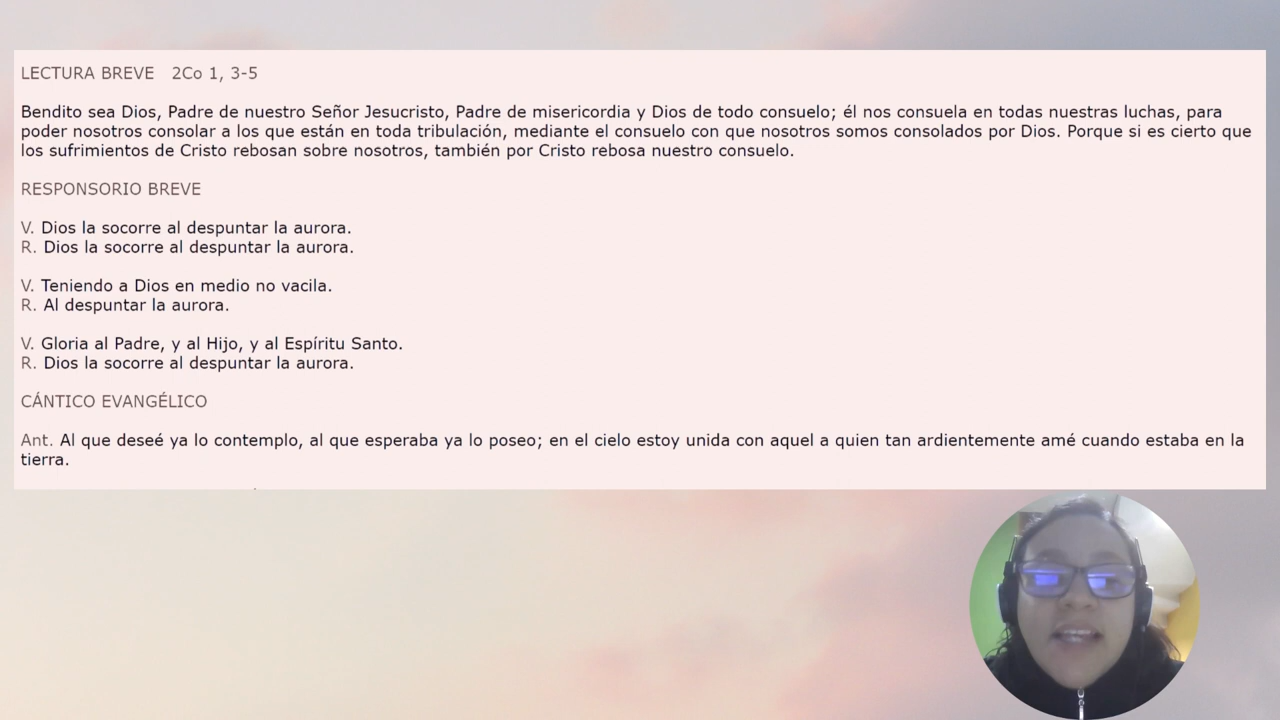 LECTURA BREVE   2Co 1, 3-5
Bendito sea Dios, Padre de nuestro Señor Jesucristo, Padre de misericordia y Dios de todo consuelo; él nos consuela en todas nuestras luchas, para
poder nosotros consolar a los que están en toda tribulación, mediante el consuelo con que nosotros somos consolados por Dios. Porque si es cierto que
los sufrimientos de Cristo rebosan sobre nosotros, también por Cristo rebosa nuestro consuelo.
RESPONSORIO BREVE
V. Dios la socorre al despuntar la aurora.
R. Dios la socorre al despuntar la aurora.
V. Teniendo a Dios en medio no vacila.
R. Al despuntar la aurora.
V. Gloria al Padre, y al Hijo, y al Espíritu Santo.
R. Dios la socorre al despuntar la aurora.
CÁNTICO EVANGÉLICO
Ant. Al que deseé ya lo contemplo, al que esperaba ya lo poseo; en el cielo estoy unida con aquel a quien tan ardientemente amé cuando estaba en la
tierra.